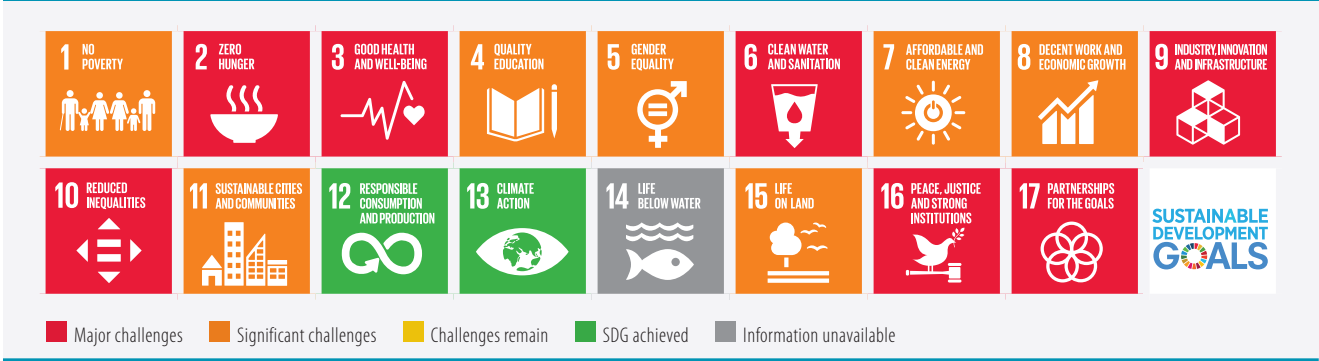 1 NO
POVERTY
2 ZERO
HUNGER
3 GOOD HEALTH
AND WELL-BEING
4 QUALITY
EDUCATION
5 GENDER
EQUALITY
6 CLEAN WATER
AND SANITATION
7 AFFORDABLE AND
CLEAN ENERGY
8 DECENT WORK AND
ECONOMIC GROWTH
9 INDUSTRY, INNOVATION
AND INFRASTRUCTURE
10 REDUCED
INEQUALITIES
11 SUSTAINABLE CITIES
AND COMMUNITIES
12 RESPONSIBLE
CONSUMPTION
AND PRODUCTION
13 CLIMATE
ACTION
14 LIFE
BELOW WATER
15 LIFE
ON LAND
16 PEACE, JUSTICE
AND STRONG
INSTITUTIONS
17 PARTNERSHIPS
FOR THE GOALS
SUSTAINABLE
DEVELOPMENT
GOALS
Major challenges
Significant challenges
Challenges remain
SDG achieved
Information unavailable